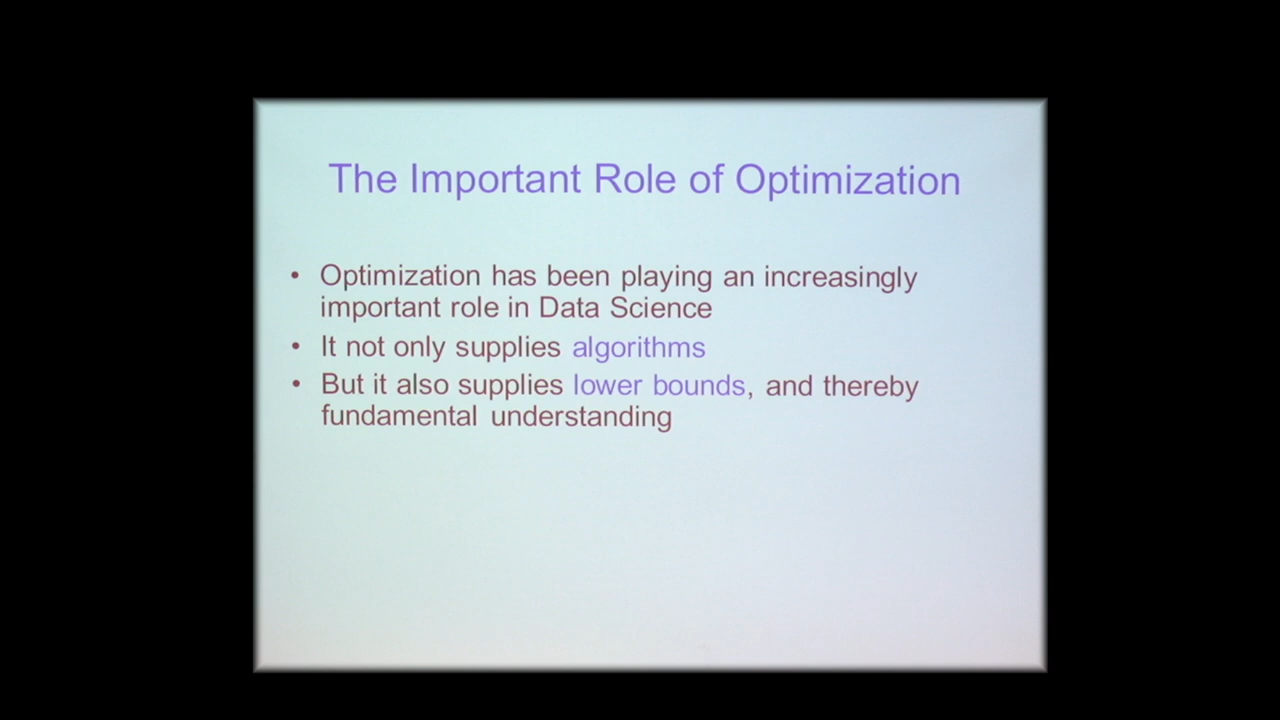 The Important Role of Optimization
• Optimization has been playing an increasingly
important role in Data Science
• It not only supplies algorithms
• But it also supplies lower bounds, and thereby
fundamental understanding